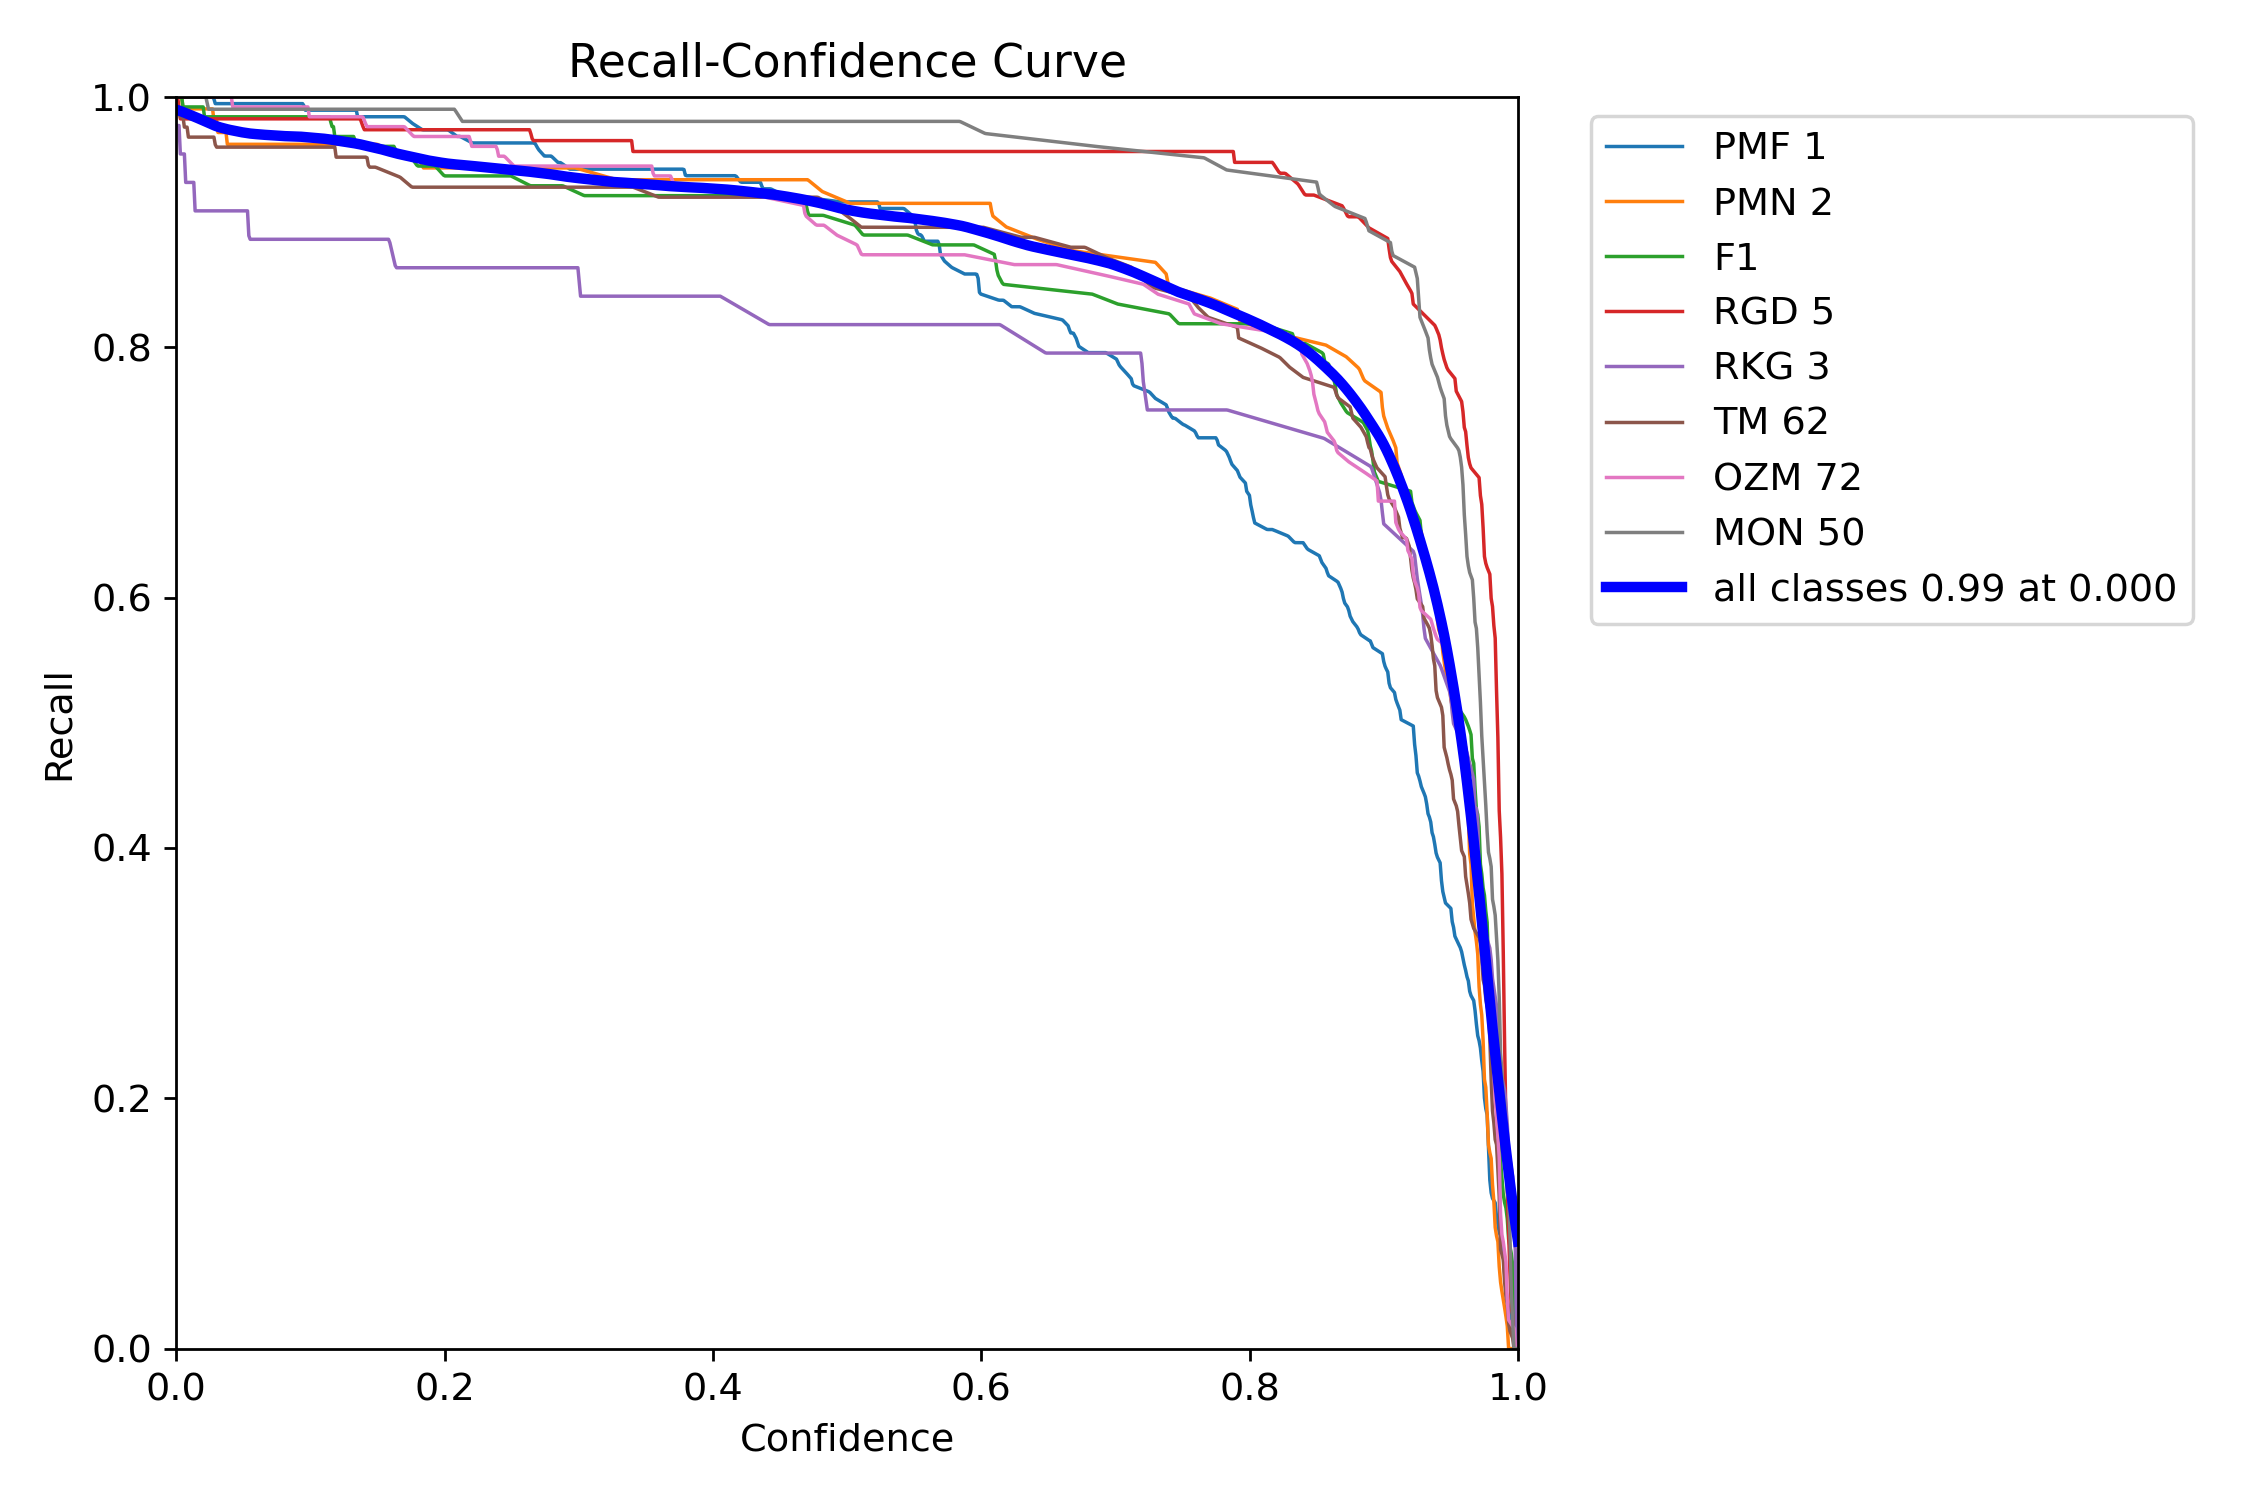 Recall-Confidence Curve
1.0
0.8
0.6
0.4
0.2
0.0
Recall
0.0 0.2 0.4 0.6 0.8 1.0
Confidence
PMF 1
PMN 2
F1
RGD 5
RKG 3
TM 62
OZM 72
MON 50
all classes 0.99 at 0.000